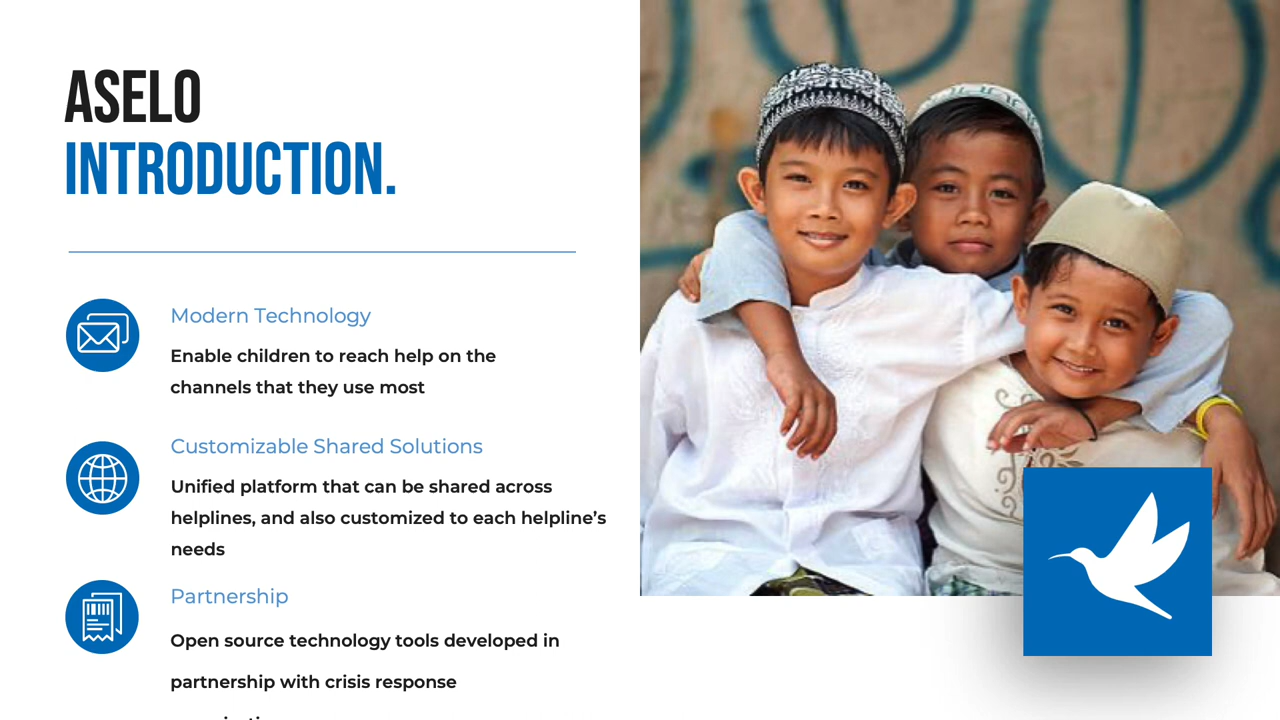 ASELO
INTRODUCTION.
Modern Technology
Enable children to reach help on the
channels that they use most
Customizable Shared Solutions
Unified platform that can be shared across
helplines, and also customized to each helpline’s
needs
Partnership
Open source technology tools developed in
partnership with crisis response